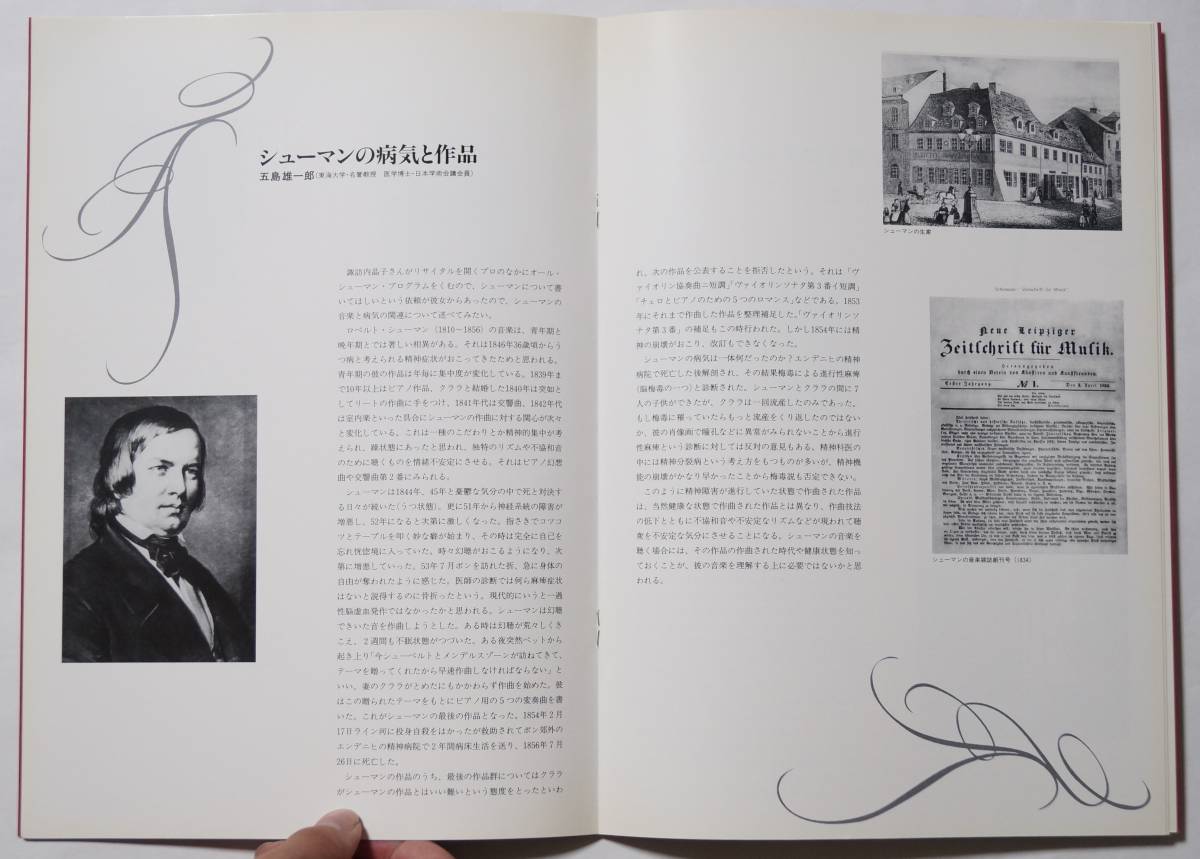 シューマンの病気と作品
五島雄一郎(東海大学・名誉教授 医学博士・日本学術会議会員)
諏訪内晶子さんがリサイタルを開くプロのなかにオール・
シューマン・プログラムをくむので、シューマンについて書
いてほしいという依頼が彼女からあったので、シューマンの
音楽と病気の関連について述べてみたい。
ロベルト・シューマン(1810〜1856)の音楽は、青年期と
晩年期とでは著しい相異がある。それは1846年36歳頃からう
つ病と考えられる精神症状がおこってきたためと思われる。
青年期の彼の作品は年毎に集中度が変化している。1839年ま
で10年以上はピアノ作品、クララと結婚した1840年は突如と
してリートの作曲に手をつけ、1841年代は交響曲、1842年代
は室内楽といった具合にシューマンの作曲に対する関心が次々
と変化している。これは一種のこだわりとか精神的集中が考え
られ、躁状態にあったと思われ、独特のリズムや不協和音
のために聴くものを情緒不安定にさせる。それはピアノ幻想
曲や交響曲第2番にみられる。
シューマンは1844年、45年と憂鬱な気分の中で死と対決す
る日々が続いた(うつ状態)。更に51年から神経系統の障害が
増悪し、52年になると次第に激しくなった。指さきでコツコ
ツとテーブルを叩く妙な癖が始まり、その時は完全に自己を
忘れ恍惚境に入っていた。時々幻聴がおこるようになり、次
第に増悪していった。53年7月ボンを訪れた折、急に身体の
自由が奪われたように感じた。医師の診断では何ら麻痺症状
はないと説得するのに骨折ったという。現代的にいうと一過
性脳虚血発作ではなかったかと思われる。シューマンは幻聴
できいた音を作曲しようとした。ある時は幻聴が荒々しくき
こえ、2週間も不眠状態がつづいた。ある夜突然ベットから
起き上り「今シューベルトとメンデルスゾーンが訪ねてきて、
テーマを贈ってくれたから早速作曲しなければならない」と
いい、妻のクララがとめたにもかかわらず作曲を始めた。彼
はこの贈られたテーマをもとにピアノ用の5つの変奏曲を書
いた。これがシューマンの最後の作品となった。1854年2月
17日ライン河に投身自殺をはかったが救助されてボン郊外の
エンデニヒの精神病院で2年間病床生活を送り、1856年7月
26日に死亡した。
シューマンの作品のうち、最後の作品群についてはクララ
がシューマンの作品とはいい難いという態度をとったといわ
れ、次の作品を公表することを拒否したという。それは「ヴ
ァイオリン協奏曲ニ短調」「ヴァイオリンソナタ第3番イ短調」
「チェロとピアノのための5つのロマンス」などである。1853
年にそれまで作曲した作品を整理補足した。「ヴァイオリンソ
ナタ第3番」の補足もこの時行われた。しかし1854年には精
神の崩壊がおこり、改訂もできなくなった。
シューマンの病気は一体何だったのか？エンデニヒの精神
病院で死亡した後解剖され、その結果梅毒による進行性麻痺
(脳梅毒の一つ)と診断された。シューマンとクララの間に7
人の子供ができたが、クララは一回流産したのみであった。
もし梅毒に罹っていたらもっと流産をくり返したのではない
か、彼の肖像画で瞳孔などに異常がみられないことから進行
性麻痺という診断に対しては反対の意見もある。精神科医の
中には精神分裂病という考え方をもつものが多いが、精神機
能の崩壊がかなり早かったことから梅毒説も否定できない。
このように精神障害が進行していた状態で作曲された作品
は、当然健康な状態で作曲された作品とは異なり、作曲技法
の低下とともに不協和音や不安定なリズムなどが現われて聴
衆を不安定な気分にさせることになる。シューマンの音楽を
聴く場合には、その作品の作曲された時代や健康状態を知っ
ておくことが、彼の音楽を理解する上に必要ではないかと思
われる。
シューマンの生家
Neue Leipziger
Zeitschrift für Musik.
Herausgegeben
durch einen Verein von Künstlern und Kunstfreunden.
Erster Jahrgang
№ 1.
Den 3. April 1834.
シューマンの音楽雑誌創刊号(1834)